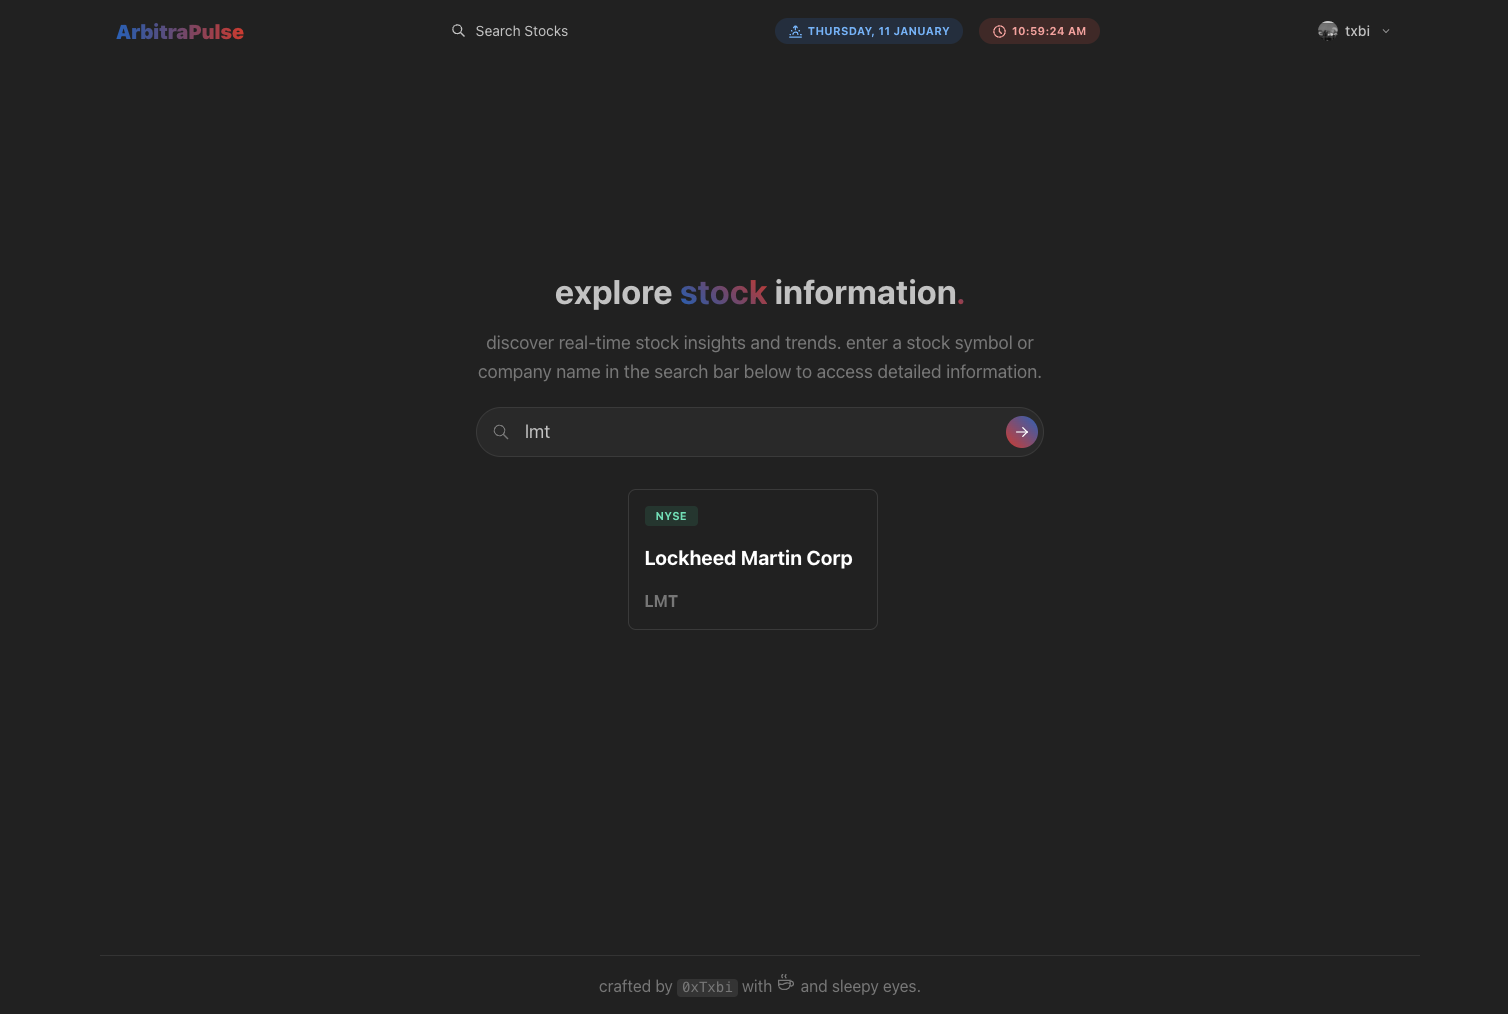 ArbitraPulse
Search Stocks
THURSDAY, 11 JANUARY
10:59:24 AM
txbi
explore stock information.
discover real-time stock insights and trends. enter a stock symbol or
company name in the search bar below to access detailed information.
lmt
NYSE
Lockheed Martin Corp
LMT
crafted by 0xTxbi with and sleepy eyes.